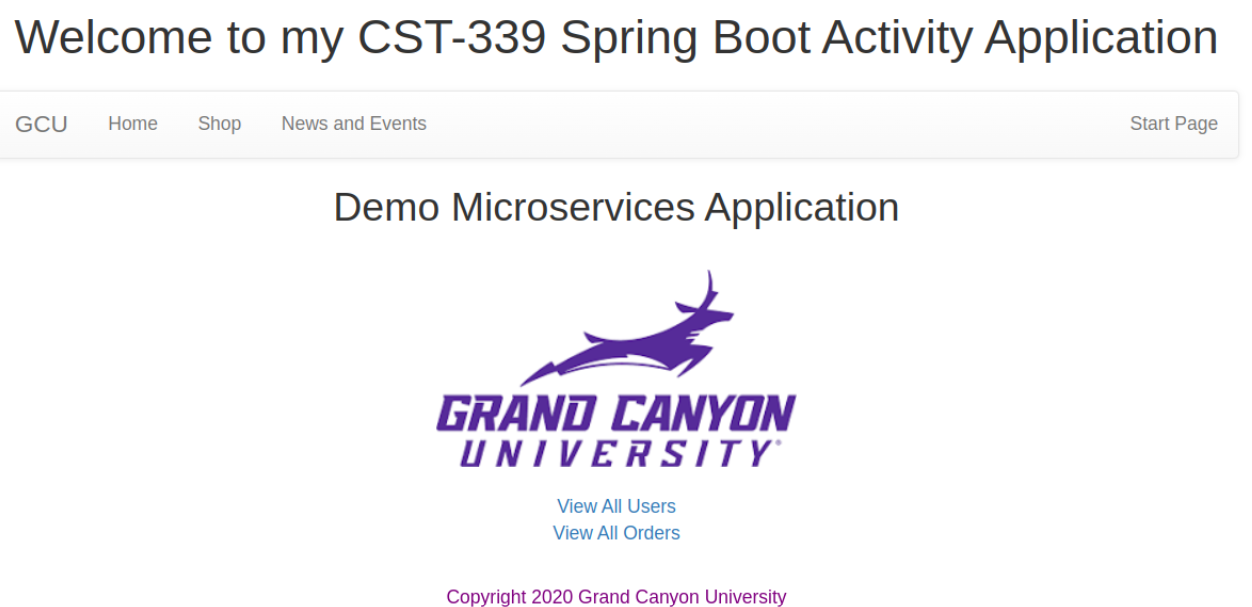 Welcome to my CST-339 Spring Boot Activity Application
GCU Home Shop News and Events Start Page
Demo Microservices Application
GRAND CANYON
UNIVERSITY®
View All Users
View All Orders
Copyright 2020 Grand Canyon University